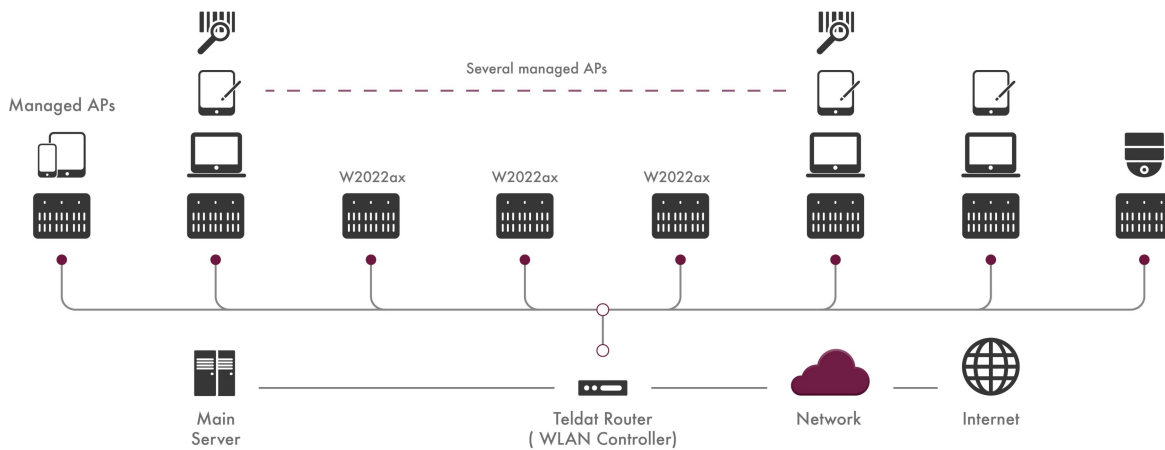 Several managed APs
Managed APs
W2022ax
W2022ax
W2022ax
Main
Server
Teldat Router
( WLAN Controller)
Network
Internet